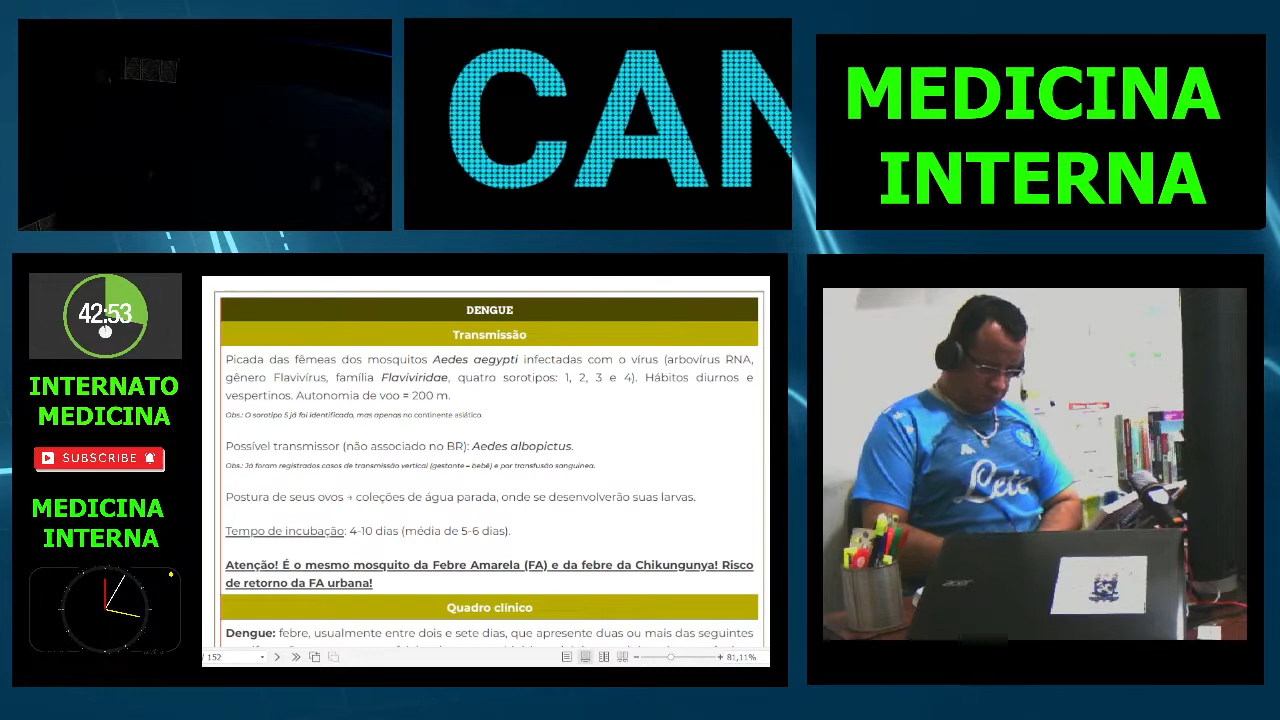 CAN
MEDICINA
INTERNA
42:53
INTERNATO
MEDICINA
SUBSCRIBE
MEDICINA
INTERNA
DENGUE
Transmissão
Picada das fêmeas dos mosquitos Aedes aegypti infectadas com o vírus (arbovírus RNA,
gênero Flavivírus, família Flaviviridae, quatro sorotipos: 1, 2, 3 e 4). Hábitos diurnos e
vespertinos. Autonomia de voo = 200 m.
Obs.: O sorotipo 5 já foi identificado, mas apenas no continente asiático.
Possível transmissor (não associado no BR): Aedes albopictus.
Obs.: Já foram registrados casos de transmissão vertical (gestante – bebê) e por transfusão sanguínea.
Postura de seus ovos → coleções de água parada, onde se desenvolverão suas larvas.
Tempo de incubação: 4-10 dias (média de 5-6 dias).
Atenção! É o mesmo mosquito da Febre Amarela (FA) e da febre da Chikungunya! Risco
de retorno da FA urbana!
Quadro clínico
Dengue: febre, usualmente entre dois e sete dias, que apresente duas ou mais das seguintes
/ 152
81,11%
Lete
acer